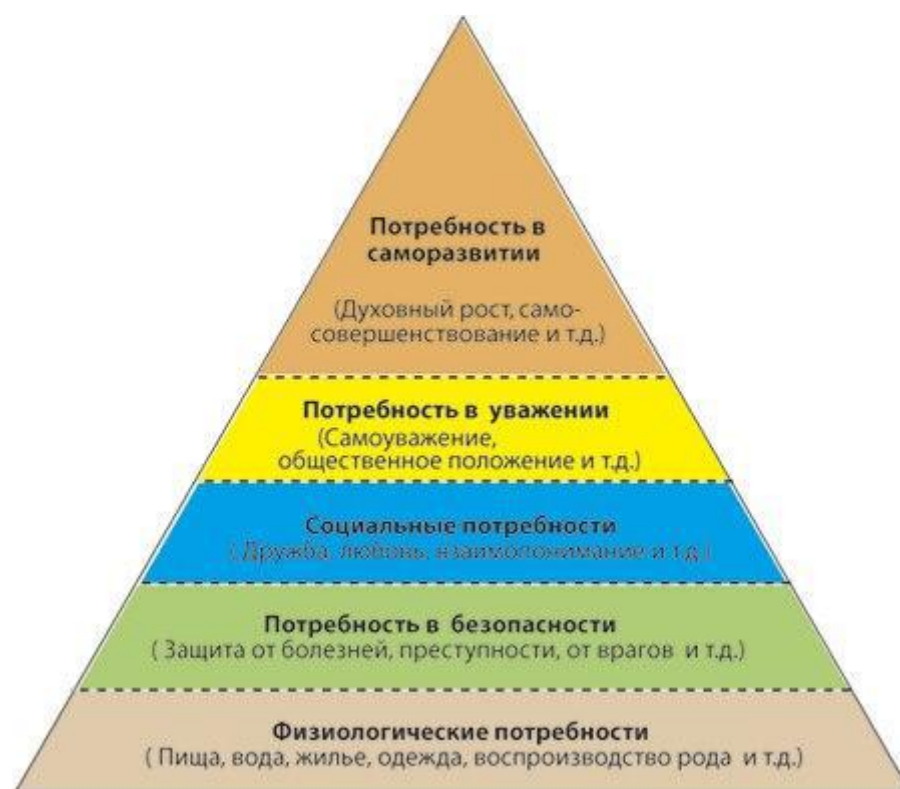 Потребность в
саморазвитии
(Духовный рост, само-
совершенствование и т.д.)
Потребность в уважении
(Самоуважение,
общественное положение и т.д.)
Социальные потребности
( Дружба, любовь, взаимопонимание и т.д.)
Потребность в безопасности
( Защита от болезней, преступности, от врагов и т.д.)
Физиологические потребности
( Пища, вода, жилье, одежда, воспроизводство рода и т.д.)